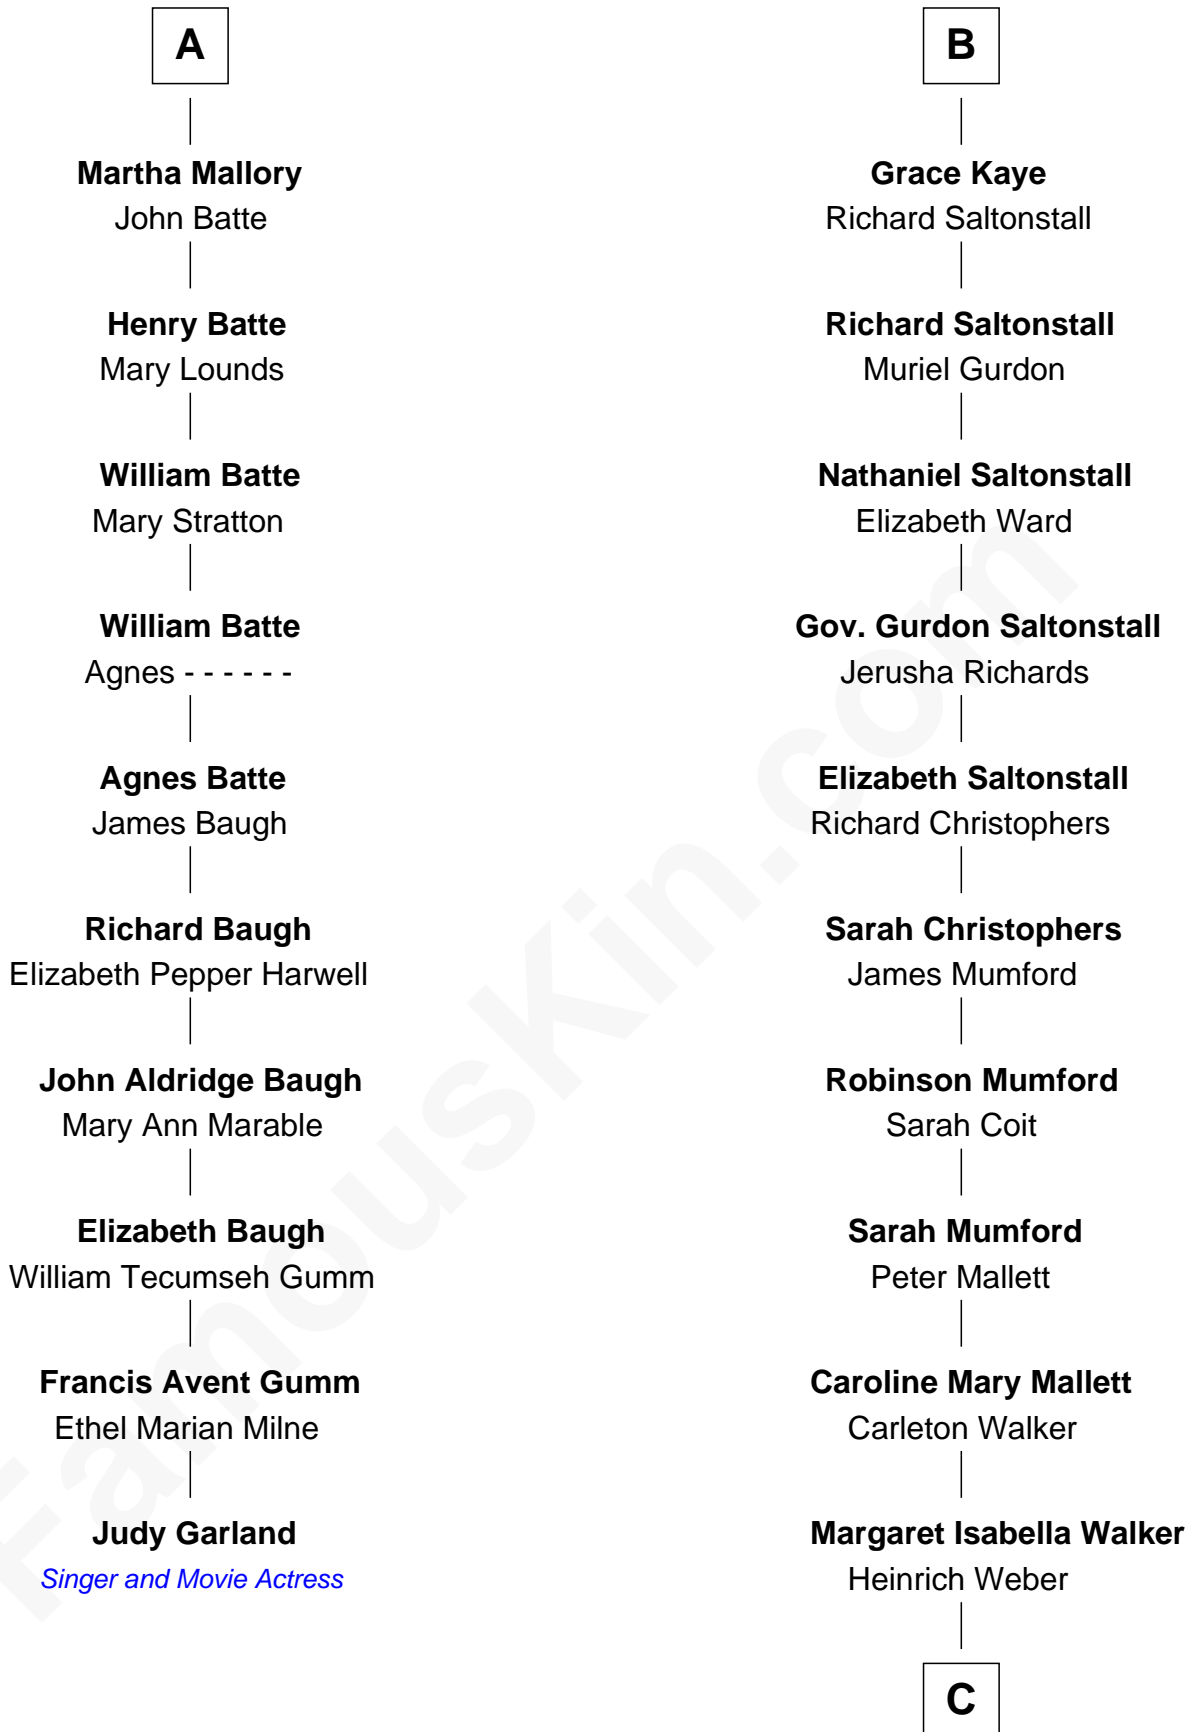 A
Martha Mallory
John Batte
Henry Batte
Mary Lounds
William Batte
Mary Stratton
William Batte
Agnes - - - - - -
Agnes Batte
James Baugh
Richard Baugh
Elizabeth Pepper Harwell
John Aldridge Baugh
Mary Ann Marable
Elizabeth Baugh
William Tecumseh Gumm
Francis Avent Gumm
Ethel Marian Milne
Judy Garland
Singer and Movie Actress
B
Grace Kaye
Richard Saltonstall
Richard Saltonstall
Muriel Gurdon
Nathaniel Saltonstall
Elizabeth Ward
Gov. Gurdon Saltonstall
Jerusha Richards
Elizabeth Saltonstall
Richard Christophers
Sarah Christophers
James Mumford
Robinson Mumford
Sarah Coit
Sarah Mumford
Peter Mallett
Caroline Mary Mallett
Carleton Walker
Margaret Isabella Walker
Heinrich Weber
C
FamousKin.com